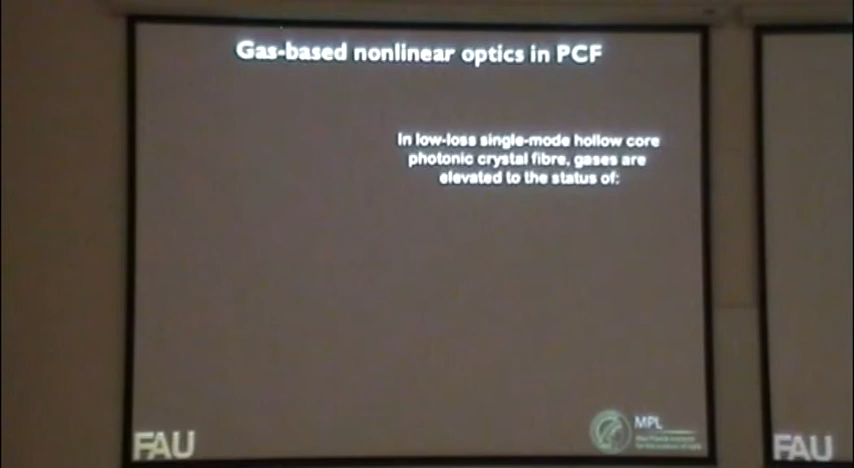 Gas-based nonlinear optics in PCF
In low-loss single-mode hollow core
photonic crystal fibre, gases are
elevated to the status of:
FAU
MPL
FAU